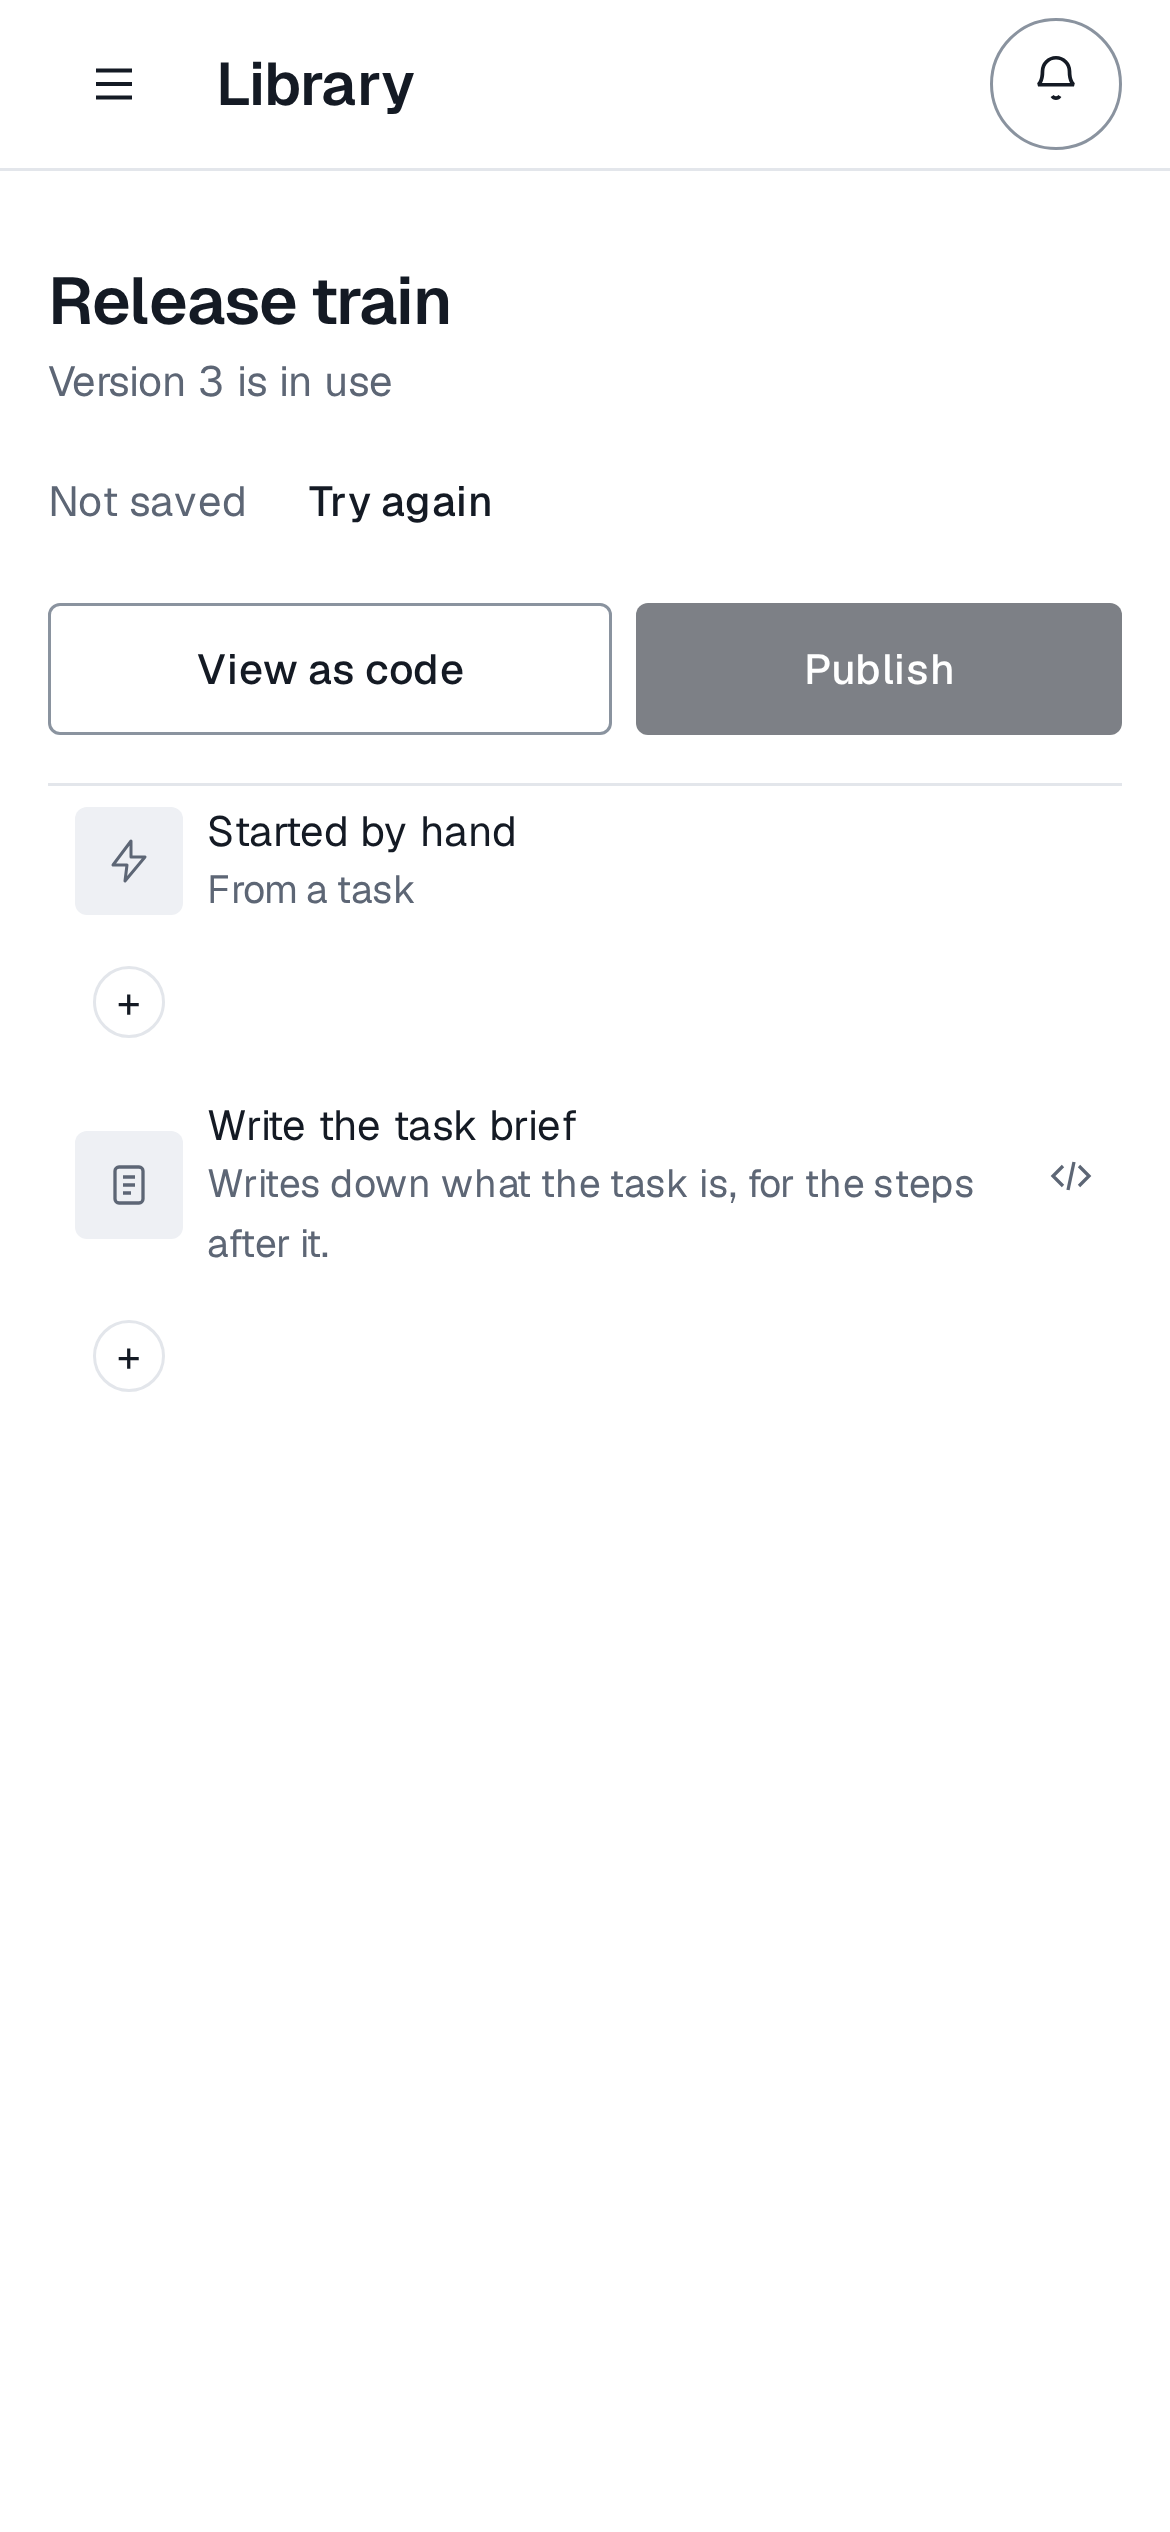 Library
Release train
Version 3 is in use
Not saved Try again
View as code Publish
Started by hand
From a task
+
Write the task brief
Writes down what the task is, for the steps
after it.
+